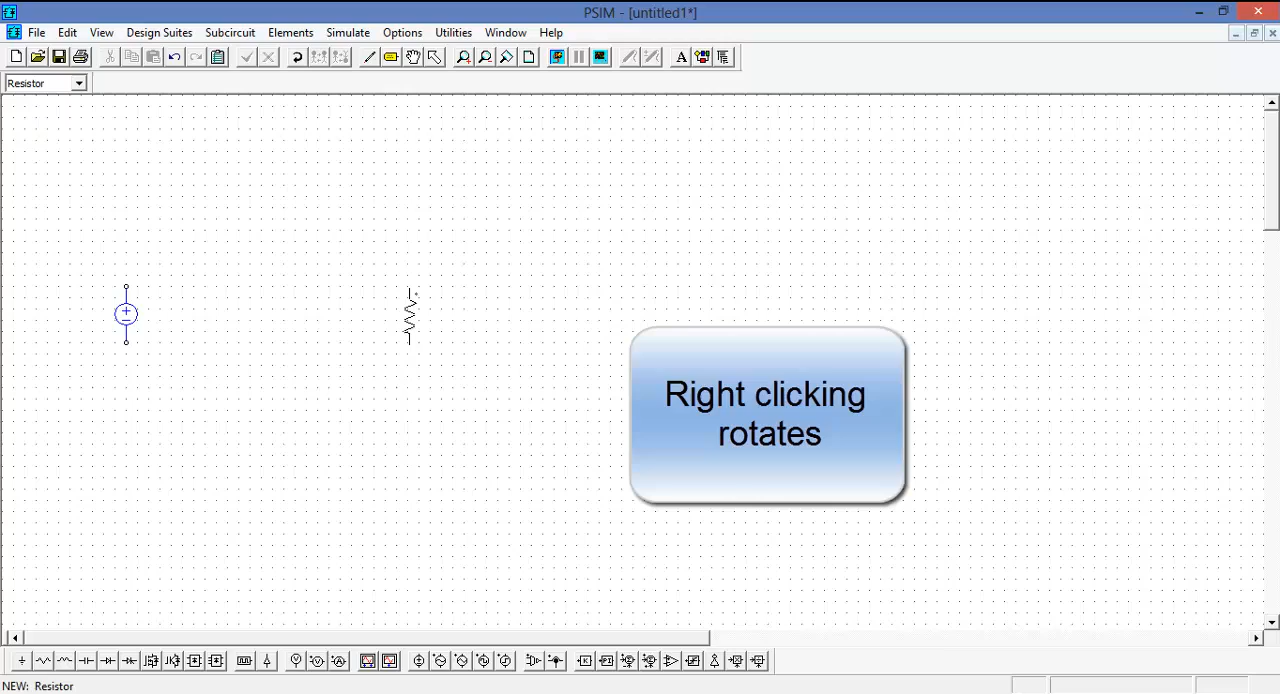 PSIM - [untitled1*]
File Edit View Design Suites Subcircuit Elements Simulate Options Utilities Window Help
A
Resistor
Right clicking
rotates
NEW: Resistor